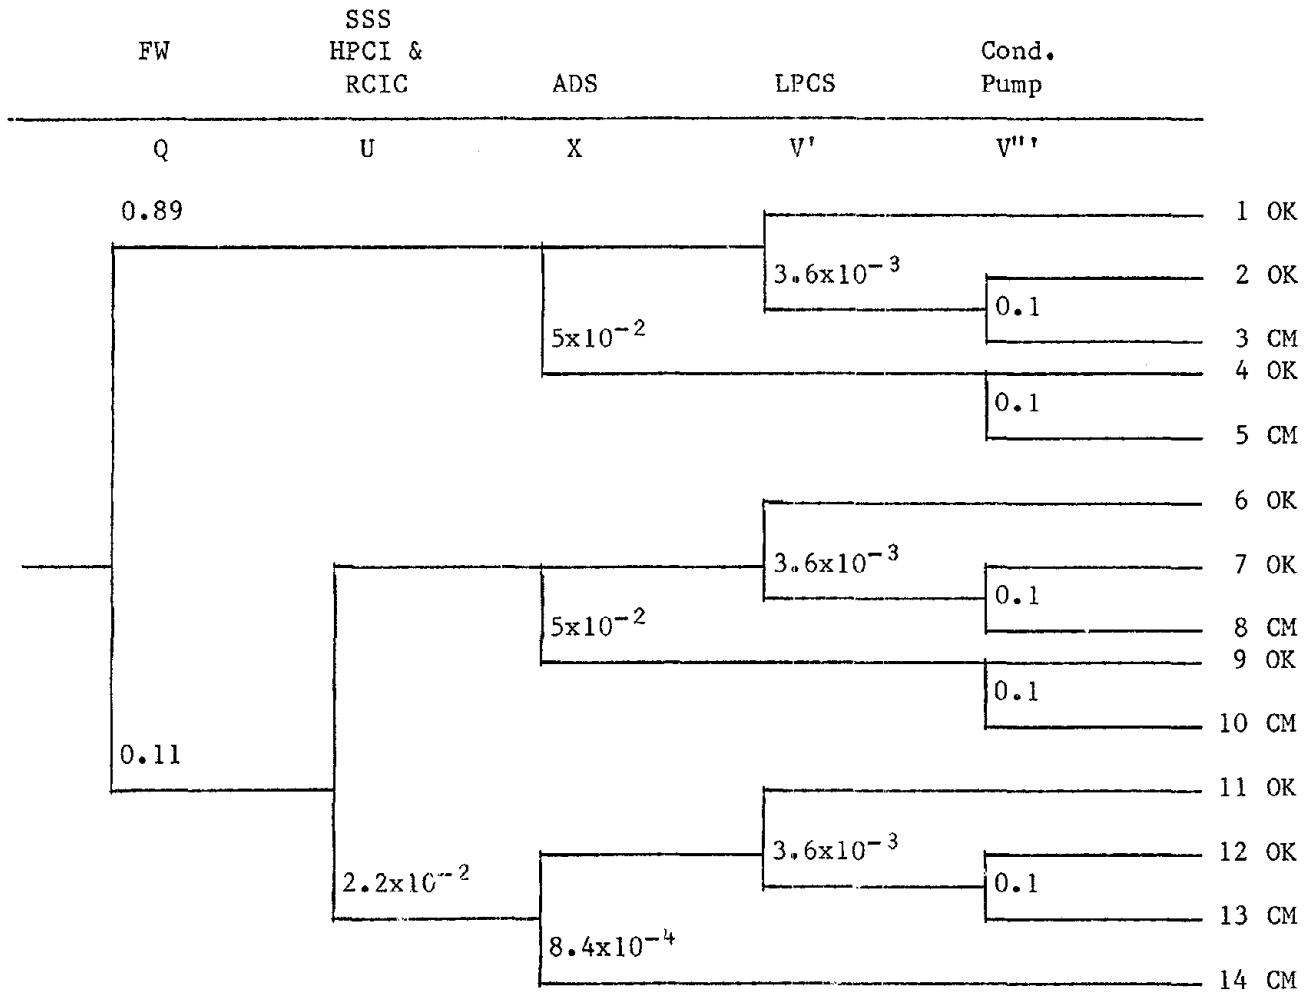 SSS
FW HPCI & Cond.
RCIC ADS LPCS Pump
Q U X V' V"'
0.89
1 OK
3.6x10⁻³ 2 OK
0.1
5x10⁻² 3 CM
4 OK
0.1
5 CM
6 OK
3.6x10⁻³ 7 OK
0.1
5x10⁻² 8 CM
9 OK
0.1
10 CM
0.11
11 OK
3.6x10⁻³ 12 OK
2.2x10⁻² 0.1
13 CM
8.4x10⁻⁴
14 CM